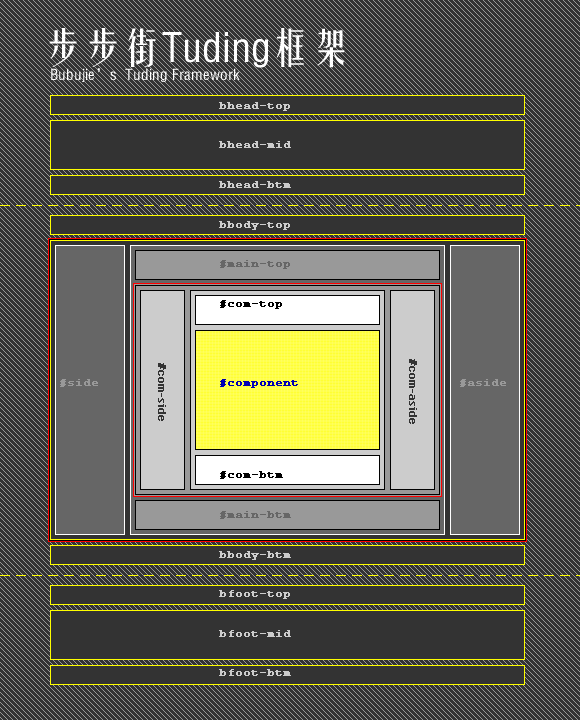 步步街Tuding框架
Bubujie’s Tuding Framework
bhead-top
bhead-mid
bhead-btm
bbody-top
#main-top
#com-top
#side
#com-side
#component
#com-aside
#aside
#com-btm
#main-btm
bbody-btm
bfoot-top
bfoot-mid
bfoot-btm